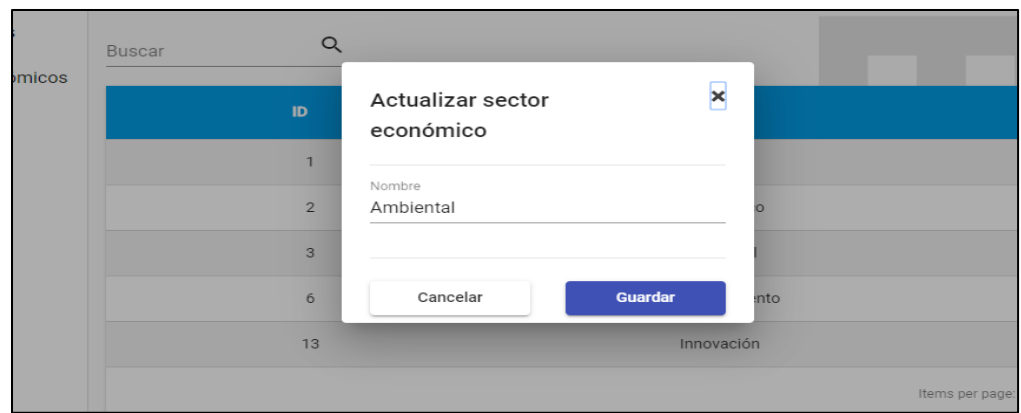 Buscar
ómicos
Actualizar sector
económico
ID
1
Nombre
Ambiental
2
o
3
l
6
ento
Cancelar
Guardar
13
Innovación
Items per page: